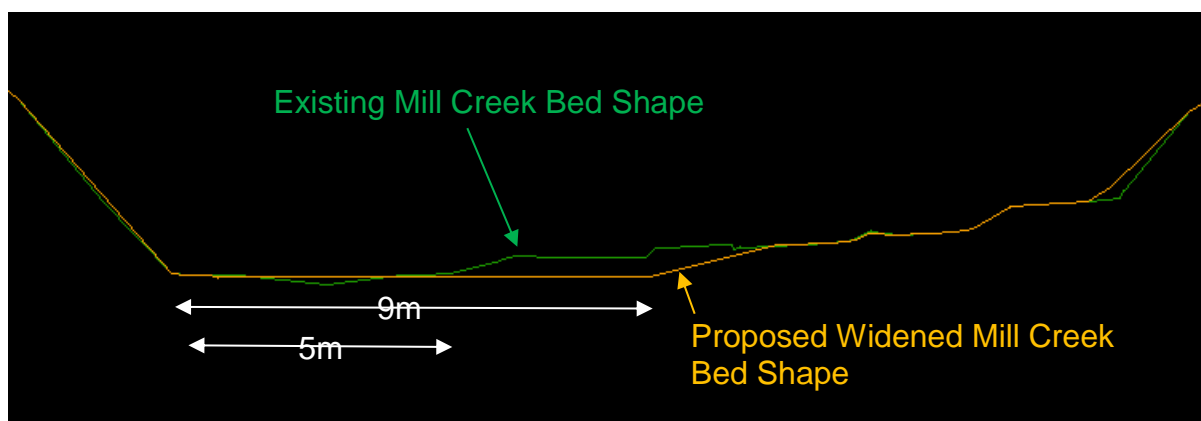 Existing Mill Creek Bed Shape
9m
5m
Proposed Widened Mill Creek
Bed Shape